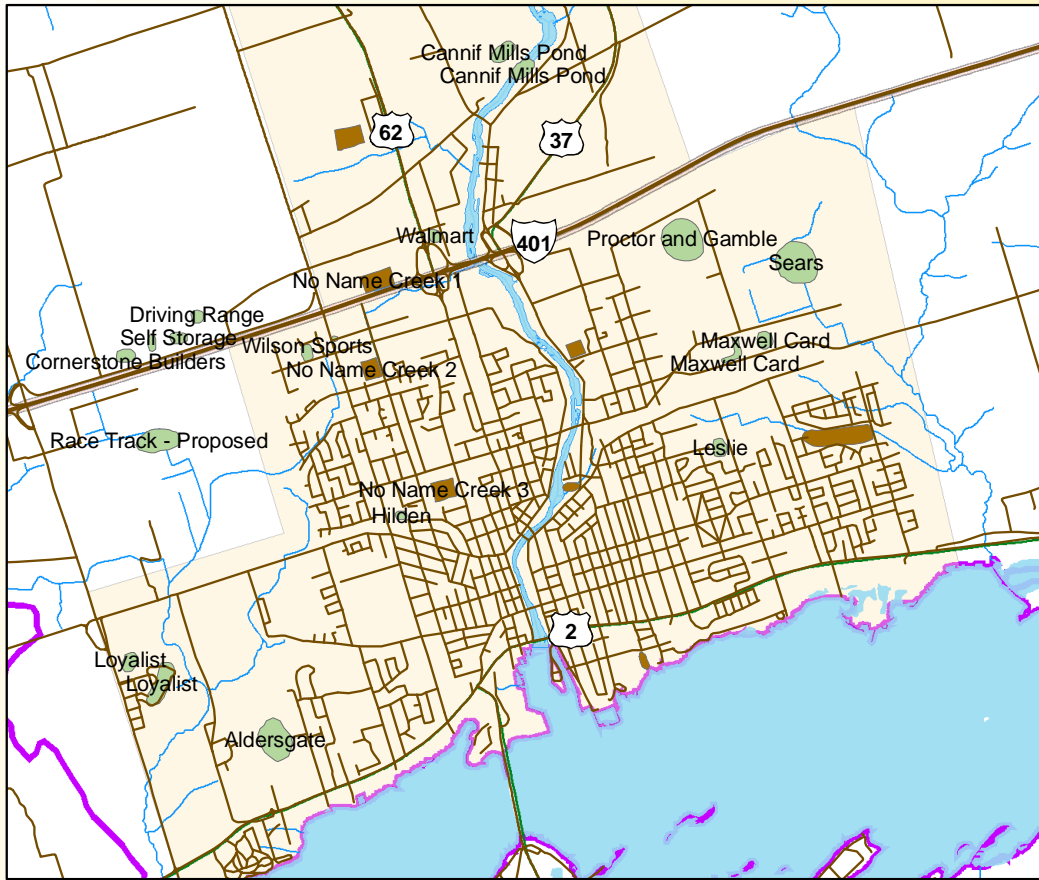 Cannif Mills Pond
Cannif Mills Pond
62
37
Walmart
401
Proctor and Gamble
Sears
No Name Creek 1
Driving Range
Self Storage
Cornerstone Builders
Wilson Sports
No Name Creek 2
Maxwell Card
Maxwell Card
Race Track - Proposed
Leslie
No Name Creek 3
Hilden
2
Loyalist
Loyalist
Aldersgate